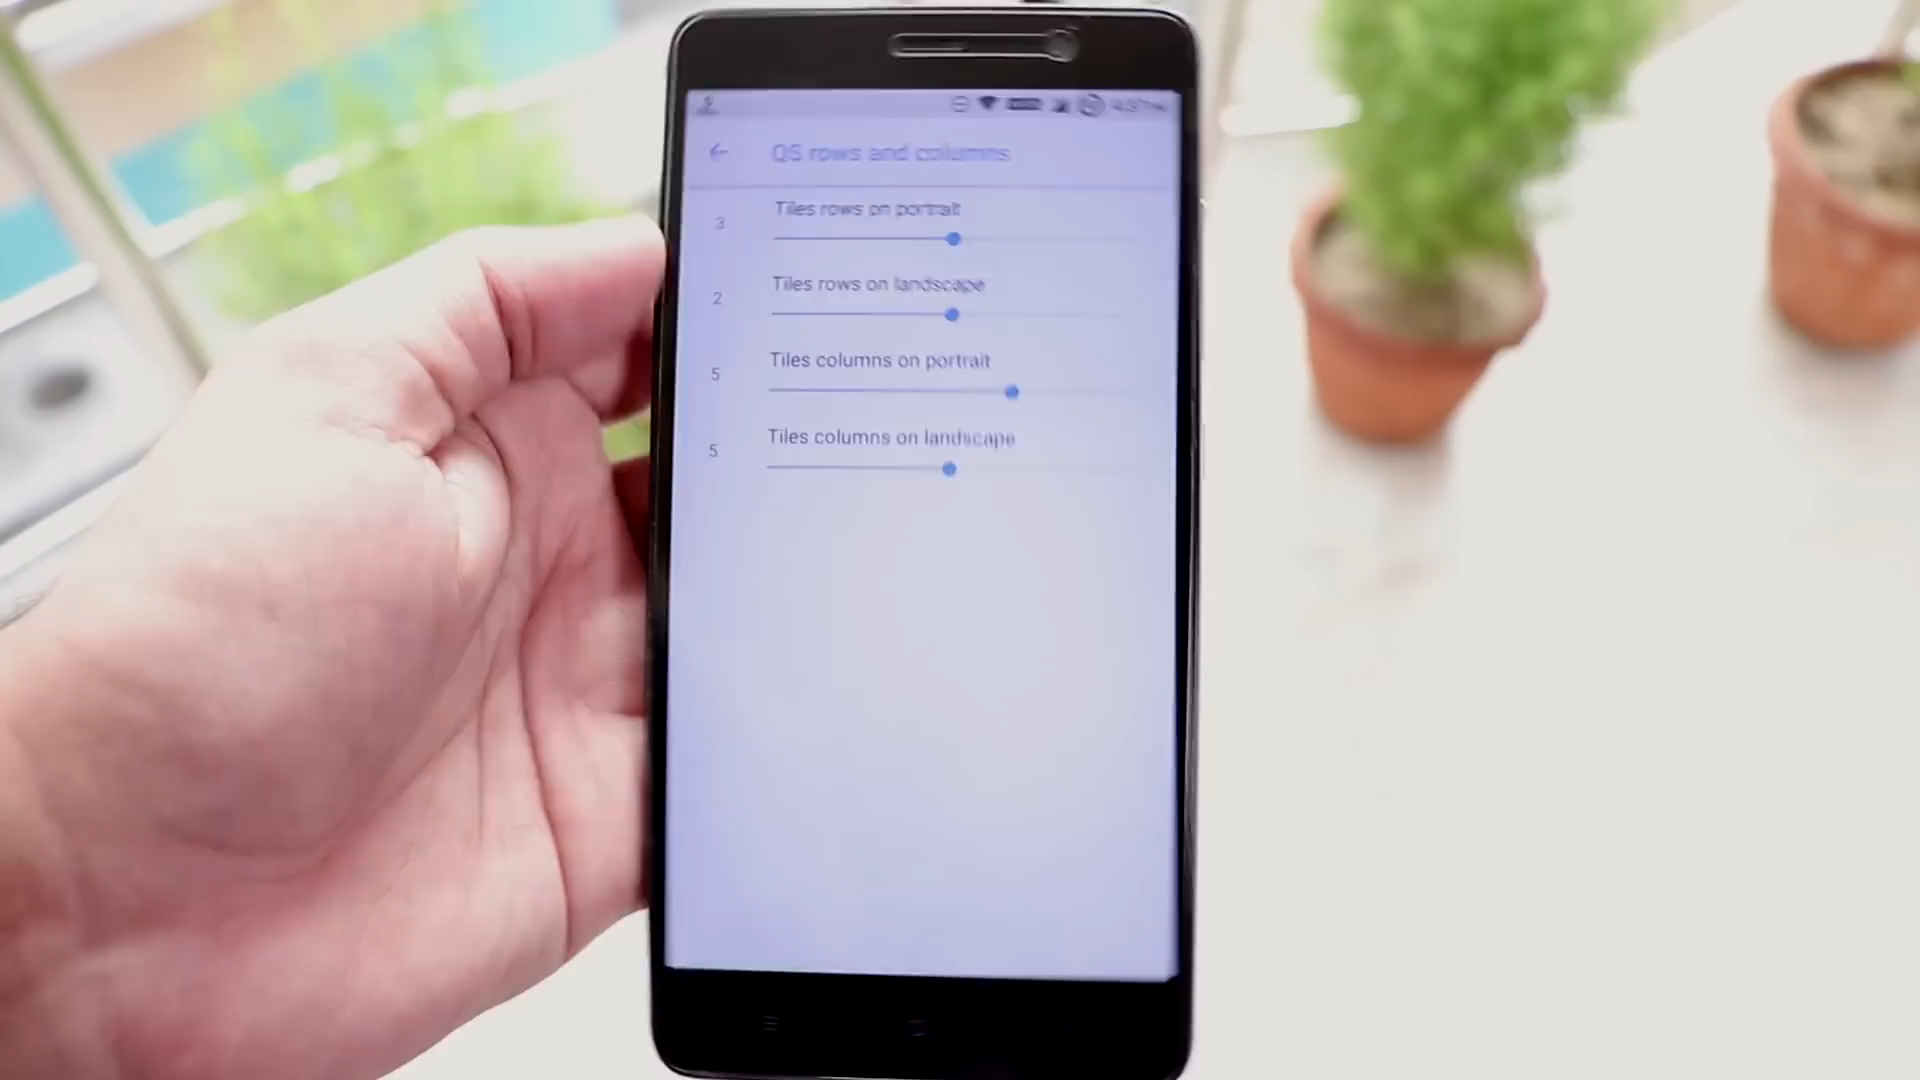 QS rows and columns
Tiles rows on portrait
3
Tiles rows on landscape
2
Tiles columns on portrait
5
Tiles columns on landscape
5